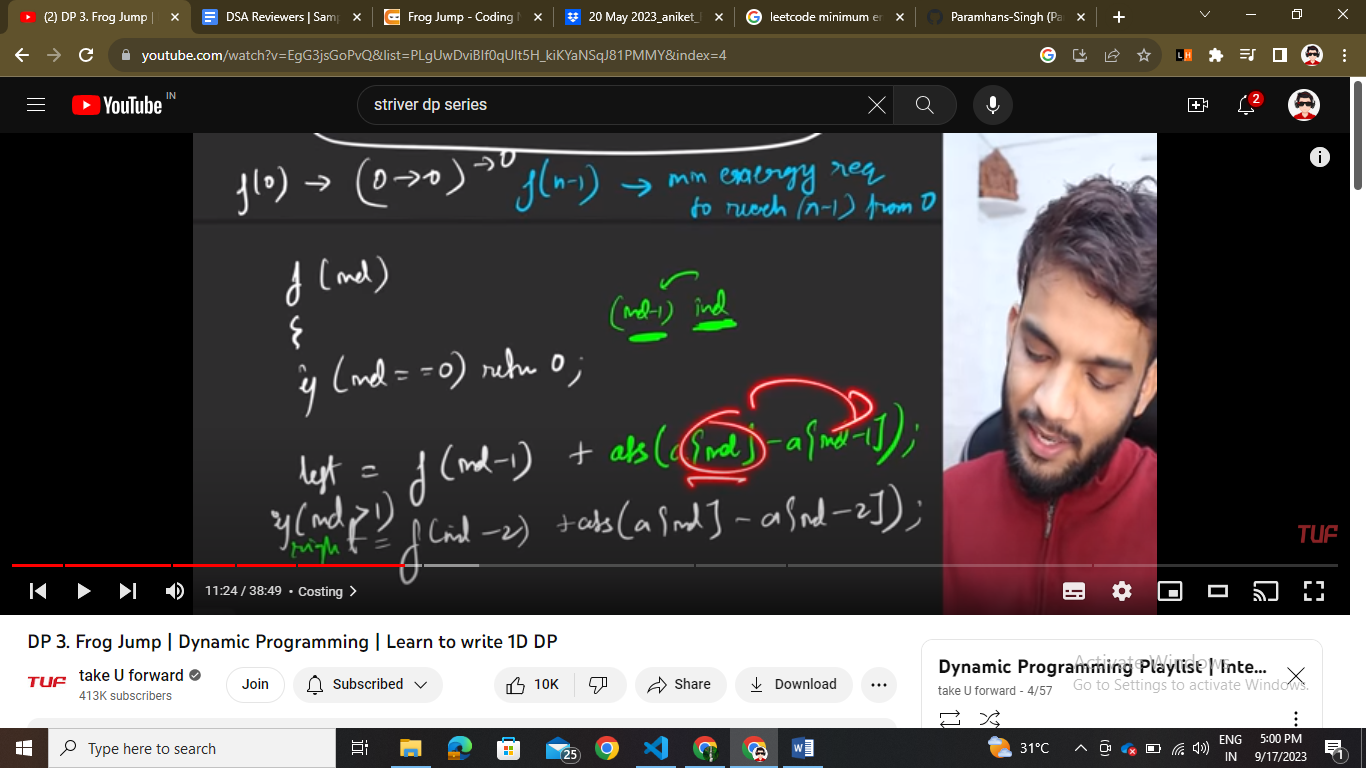 (2) DP 3. Frog Jump |
DSA Reviewers | Sam
Frog Jump - Coding N
20 May 2023_aniket_
leetcode minimum er
Paramhans-Singh (Pa
youtube.com/watch?v=EgG3jsGoPvQ&list=PLgUwDviBIf0qUlt5H_kiKYaNSqJ81PMMY&index=4
LH
YouTube IN
striver dp series
2
f(0) → (0→0)→0 f(n-1) → min energy req
to reach (n-1) from 0
f(ind)
{
(ind-1) ind
if (ind==0) return 0;
left = f(ind-1) + abs(a[ind]-a[ind-1]);
if(ind>1)
right = f(ind-2) +abs(a[ind]-a[ind-2]);
TUF
11:24 / 38:49 • Costing
DP 3. Frog Jump | Dynamic Programming | Learn to write 1D DP
TUF
take U forward
413K subscribers
Join
Subscribed
10K
Share
Download
Dynamic Programming Playlist | Inte...
take U forward - 4/57
Activate Windows
Go to Settings to activate Windows.
Type here to search
25
31°C
ENG
IN
5:00 PM
9/17/2023
1